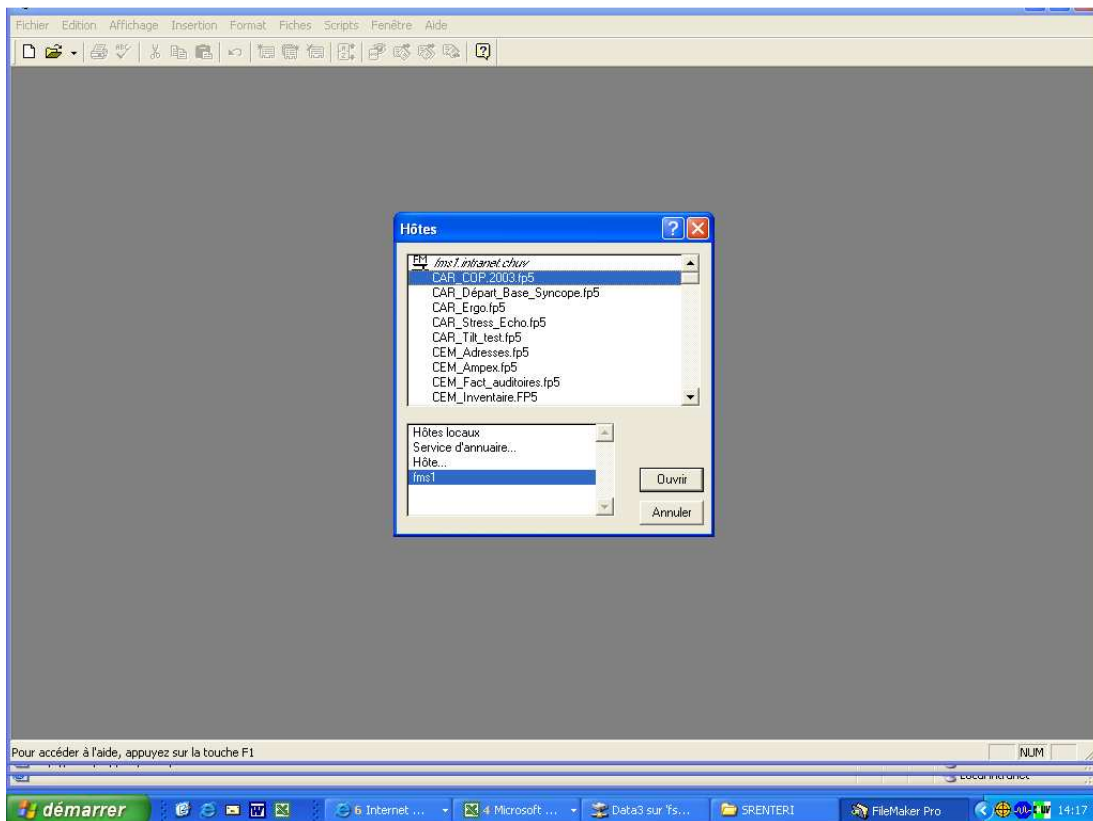 Fichier Edition Affichage Insertion Format Fiches Scripts Fenêtre Aide
Hôtes
FM fms1.intranet.chuv
CAR_COP.2003.fp5
CAR_Départ_Base_Syncope.fp5
CAR_Ergo.fp5
CAR_Stress_Echo.fp5
CAR_Tilt_test.fp5
CEM_Adresses.fp5
CEM_Ampex.fp5
CEM_Fact_auditoires.fp5
CEM_Inventaire.FP5
Hôtes locaux
Service d'annuaire...
Hôte...
fms1
Ouvrir
Annuler
Pour accéder à l'aide, appuyez sur la touche F1
NUM
démarrer
6 Internet ...
4 Microsoft ...
Data3 sur 'fs...
SRENTERI
FileMaker Pro
14:17